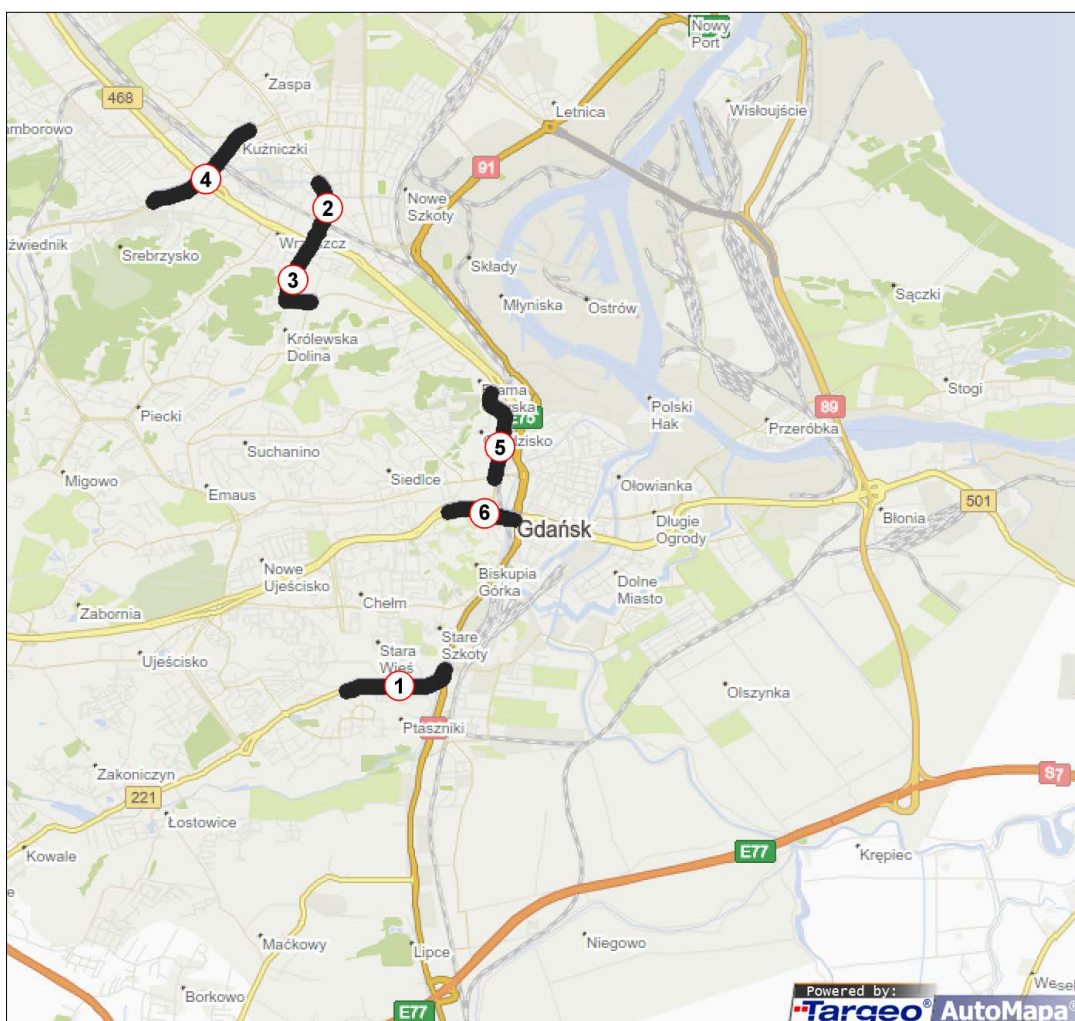 Nowy
Port
468
Zaspa
Letnica
Wisłoujście
amborowo
Kuźniczki
91
4
Nowe
Szkoty
2
źwiednik
Srebrzysko
Składy
3
Młyniska
Ostrów
Sączki
Królewska
Dolina
Stogi
Piecki
Polski
Hak
89
Przeróbka
Suchanino
5
Siedlce
Migowo
Emaus
Ołowianka
501
6
Gdańsk
Długie
Ogrody
Błonia
Nowe
Ujeścisko
Biskupia
Górka
Dolne
Miasto
Zabornia
Chełm
Stare
Szkoty
Ujeścisko
Stara
Wieś
1
Olszynka
Ptaszniki
Zakoniczyn
S7
221
Łostowice
Kowale
E77
Krępiec
Maćkowy
Lipce
Niegowo
Borkowo
E77
Powered by:
Targeo® AutoMapa®